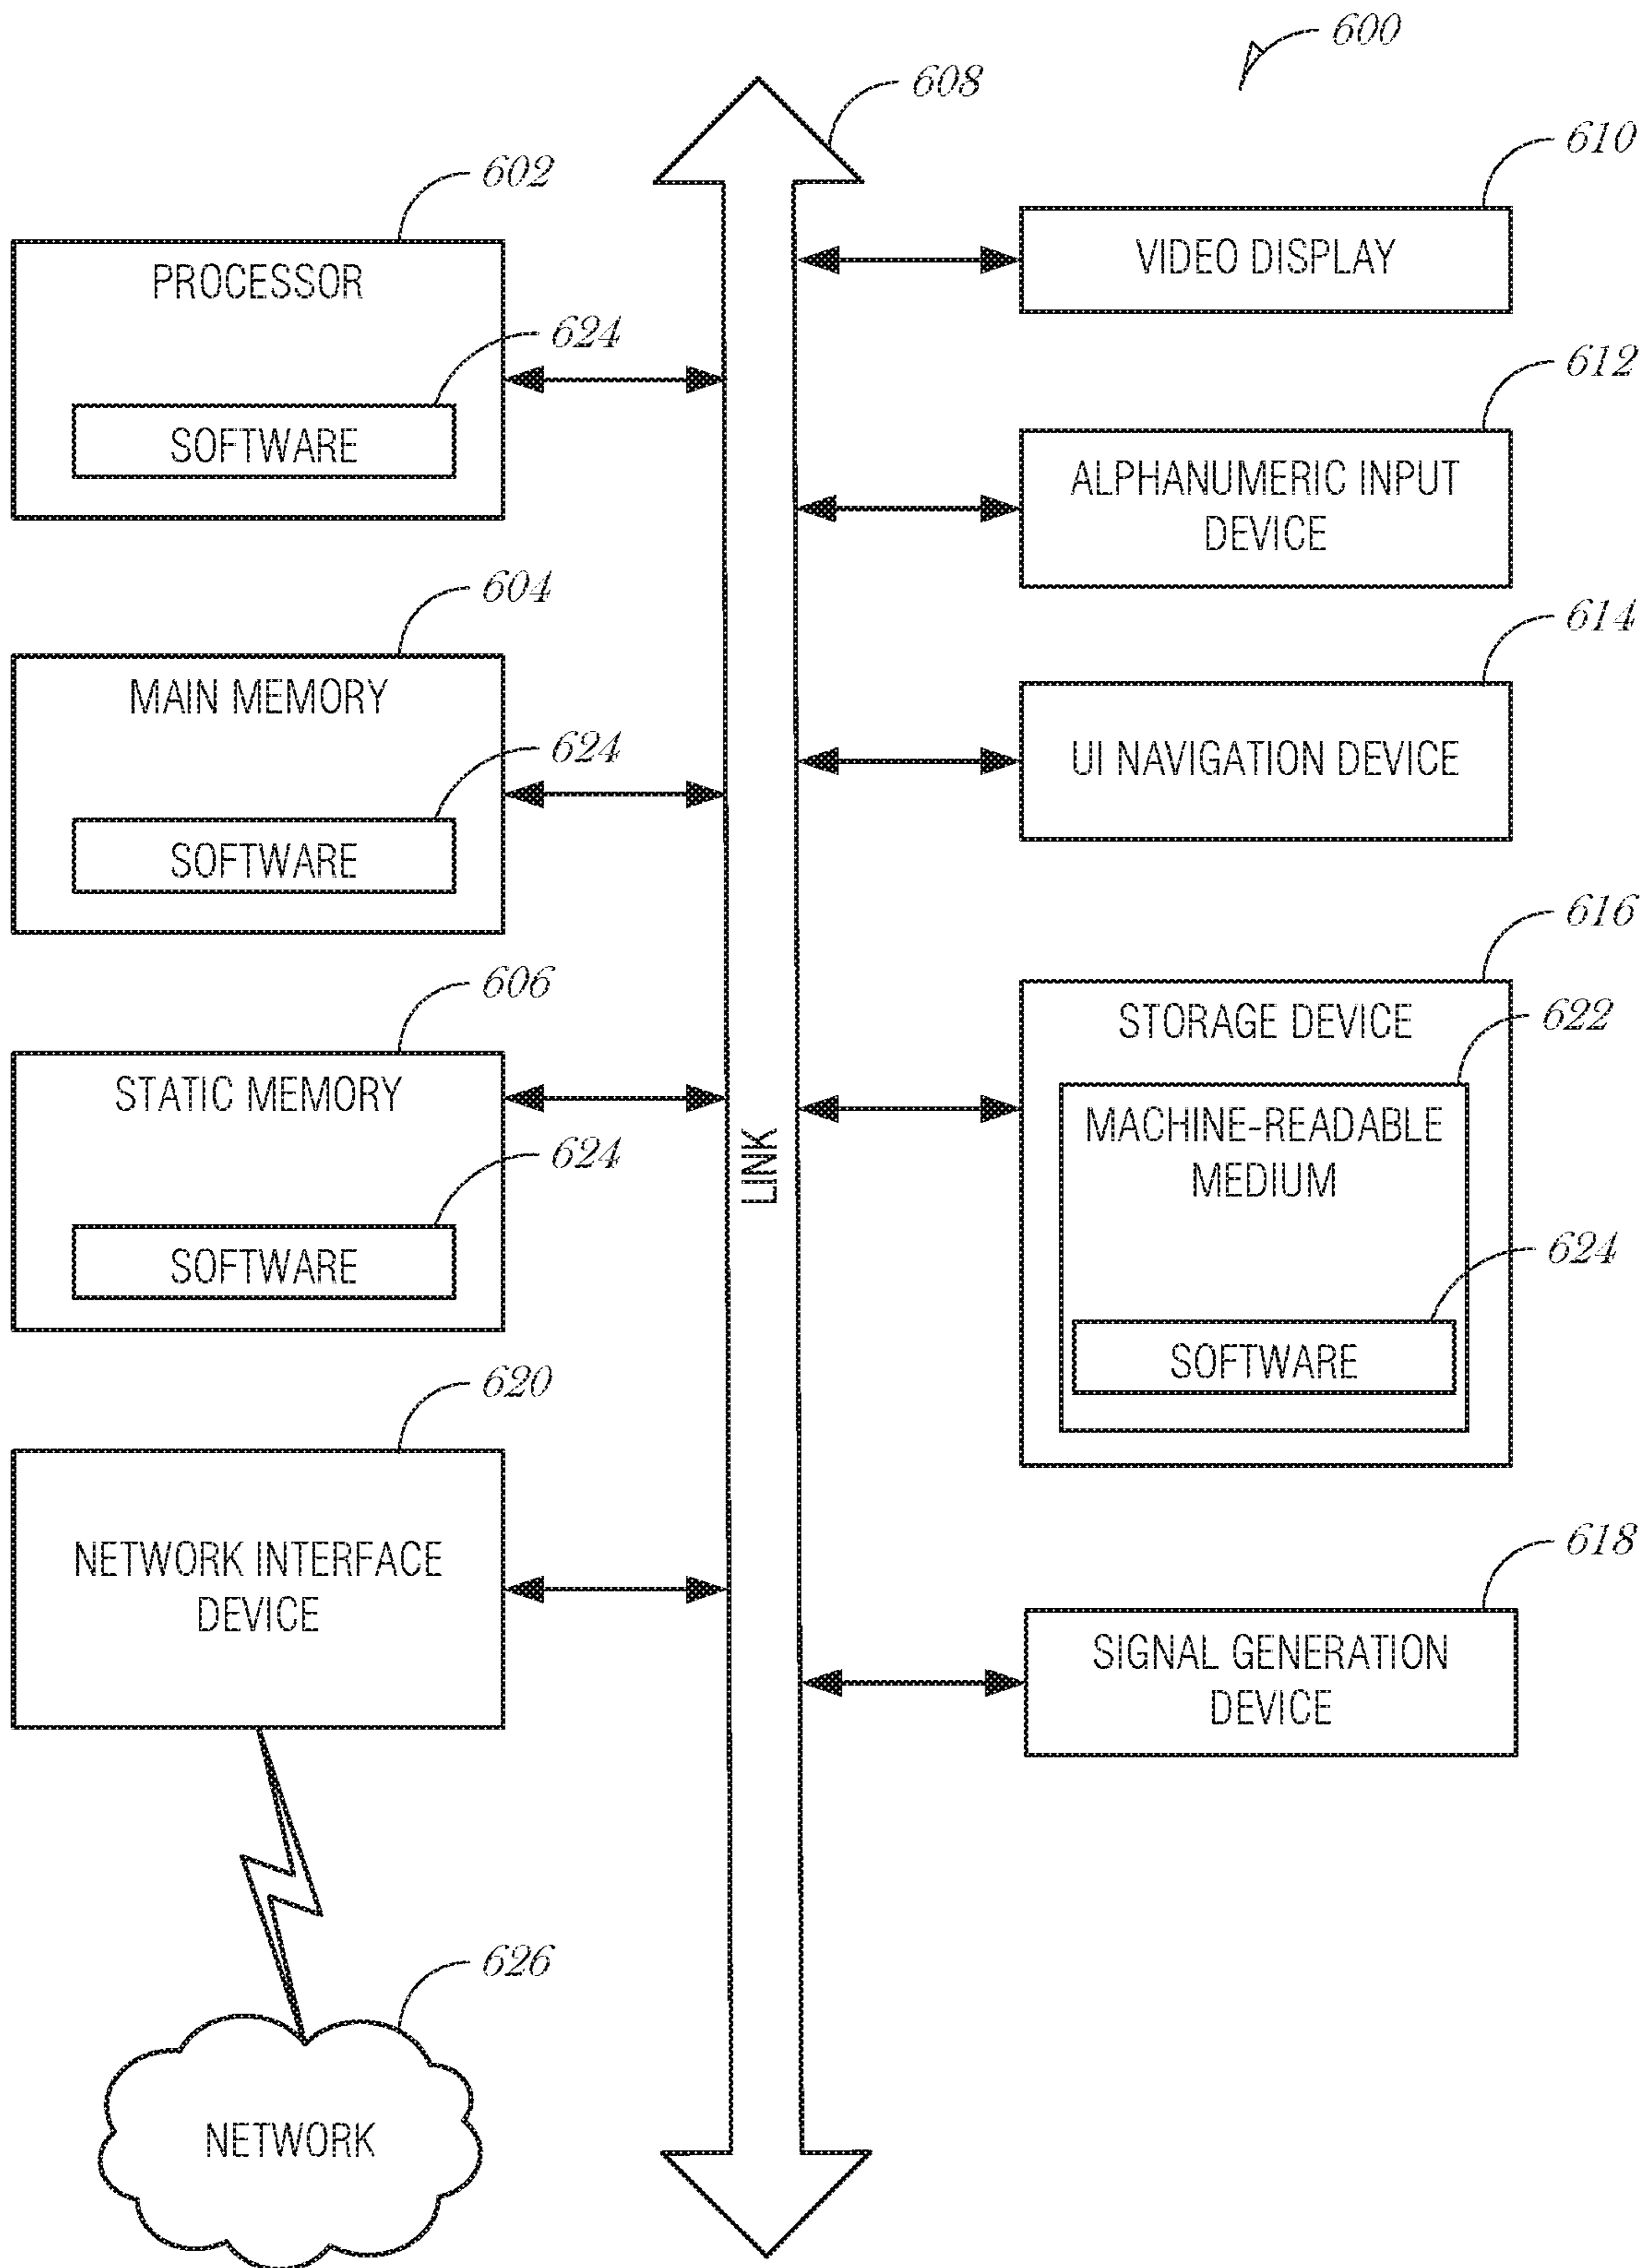 600
608
602
PROCESSOR
624
SOFTWARE
604
MAIN MEMORY
624
SOFTWARE
606
STATIC MEMORY
624
SOFTWARE
620
NETWORK INTERFACE
DEVICE
626
NETWORK
LINK
610
VIDEO DISPLAY
612
ALPHANUMERIC INPUT
DEVICE
614
UI NAVIGATION DEVICE
616
STORAGE DEVICE
622
MACHINE-READABLE
MEDIUM
624
SOFTWARE
618
SIGNAL GENERATION
DEVICE